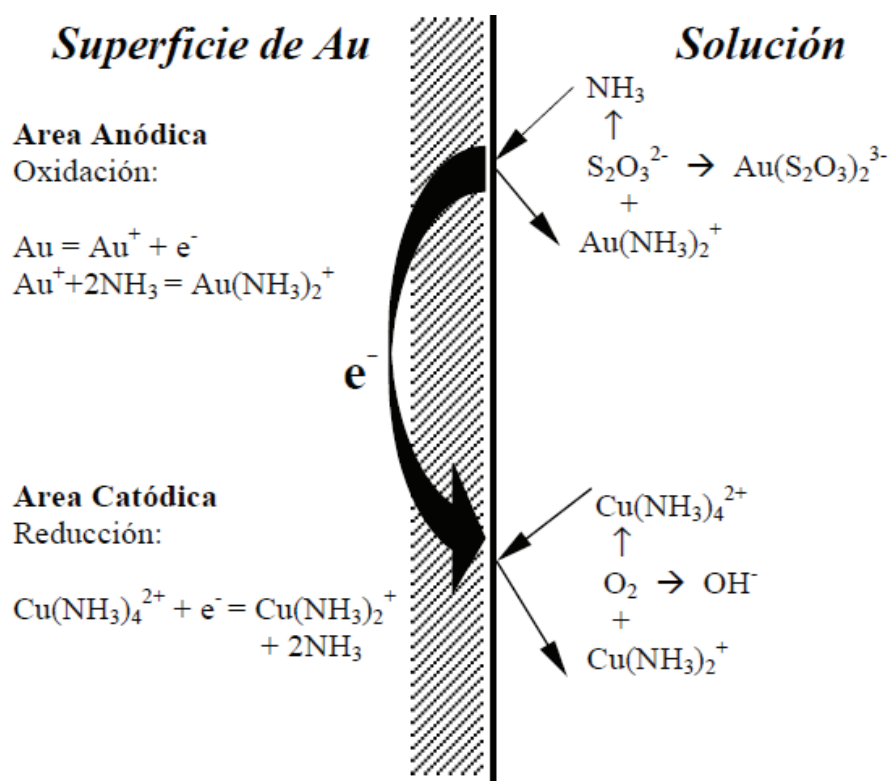 Superficie de Au
Solución
Area Anódica
Oxidación:
Au = Au⁺ + e⁻
Au⁺+2NH₃ = Au(NH₃)₂⁺
NH₃
↑
S₂O₃²⁻ → Au(S₂O₃)₂³⁻
+
Au(NH₃)₂⁺
e⁻
Area Catódica
Reducción:
Cu(NH₃)₄²⁺ + e⁻ = Cu(NH₃)₂⁺
+ 2NH₃
Cu(NH₃)₄²⁺
↑
O₂ → OH⁻
+
Cu(NH₃)₂⁺